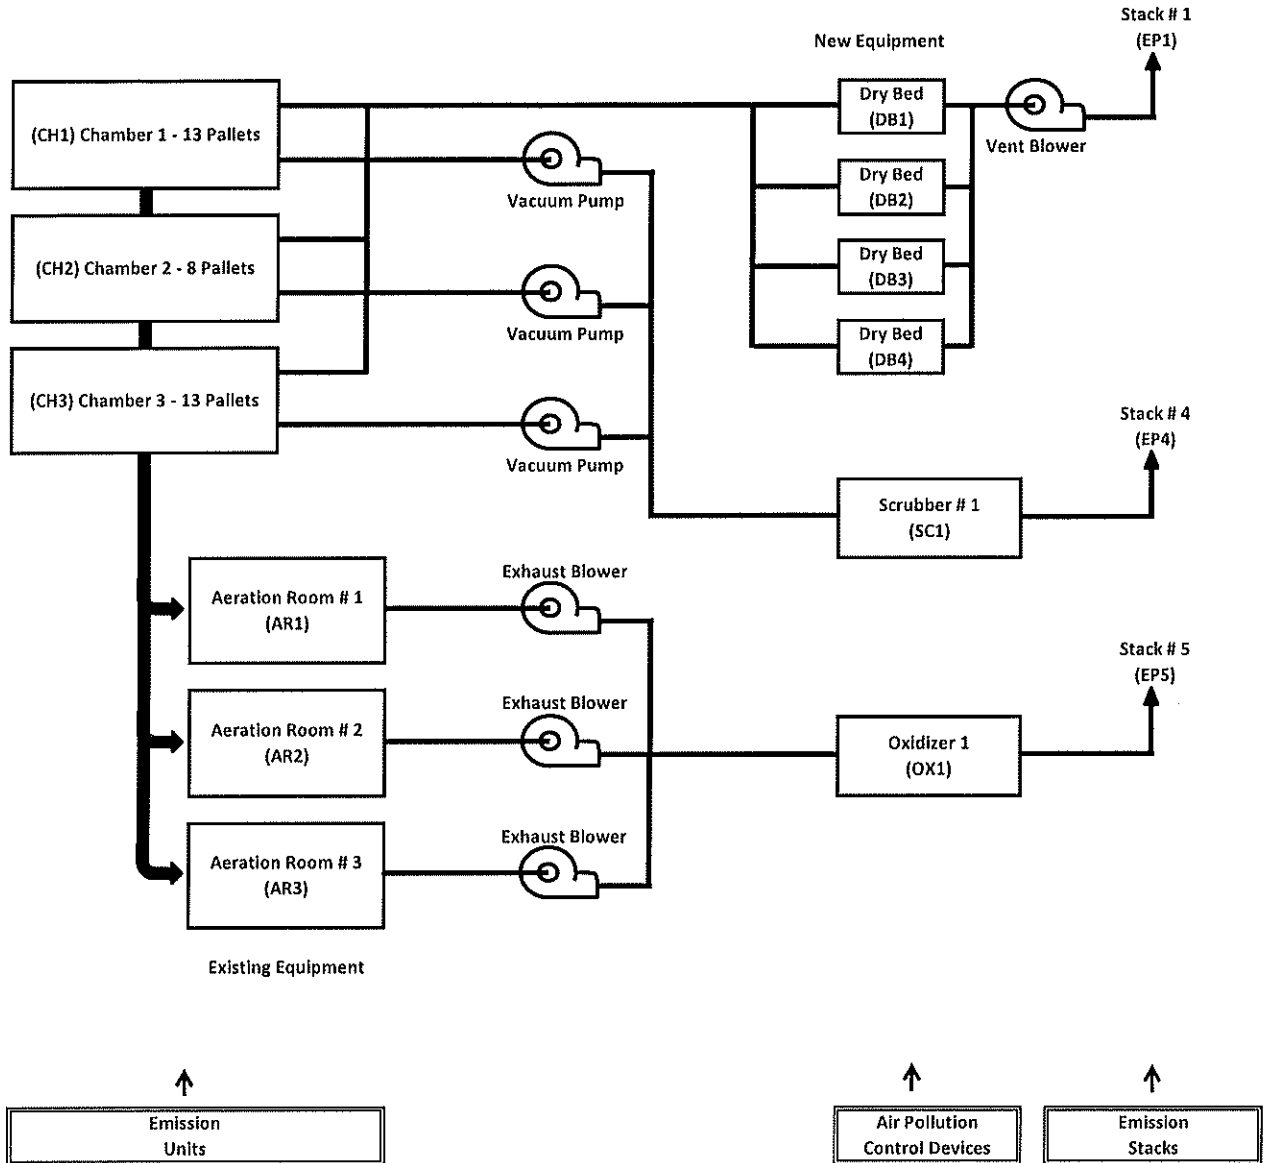 Stack # 1
(EP1)
New Equipment
Dry Bed
(DB1)
(CH1) Chamber 1 - 13 Pallets
Vent Blower
Dry Bed
(DB2)
Vacuum Pump
(CH2) Chamber 2 - 8 Pallets
Dry Bed
(DB3)
Vacuum Pump
Dry Bed
(DB4)
(CH3) Chamber 3 - 13 Pallets
Stack # 4
(EP4)
Vacuum Pump
Scrubber # 1
(SC1)
Exhaust Blower
Aeration Room # 1
(AR1)
Stack # 5
(EP5)
Exhaust Blower
Aeration Room # 2
(AR2)
Oxidizer 1
(OX1)
Exhaust Blower
Aeration Room # 3
(AR3)
Existing Equipment
Emission
Units
Air Pollution
Control Devices
Emission
Stacks